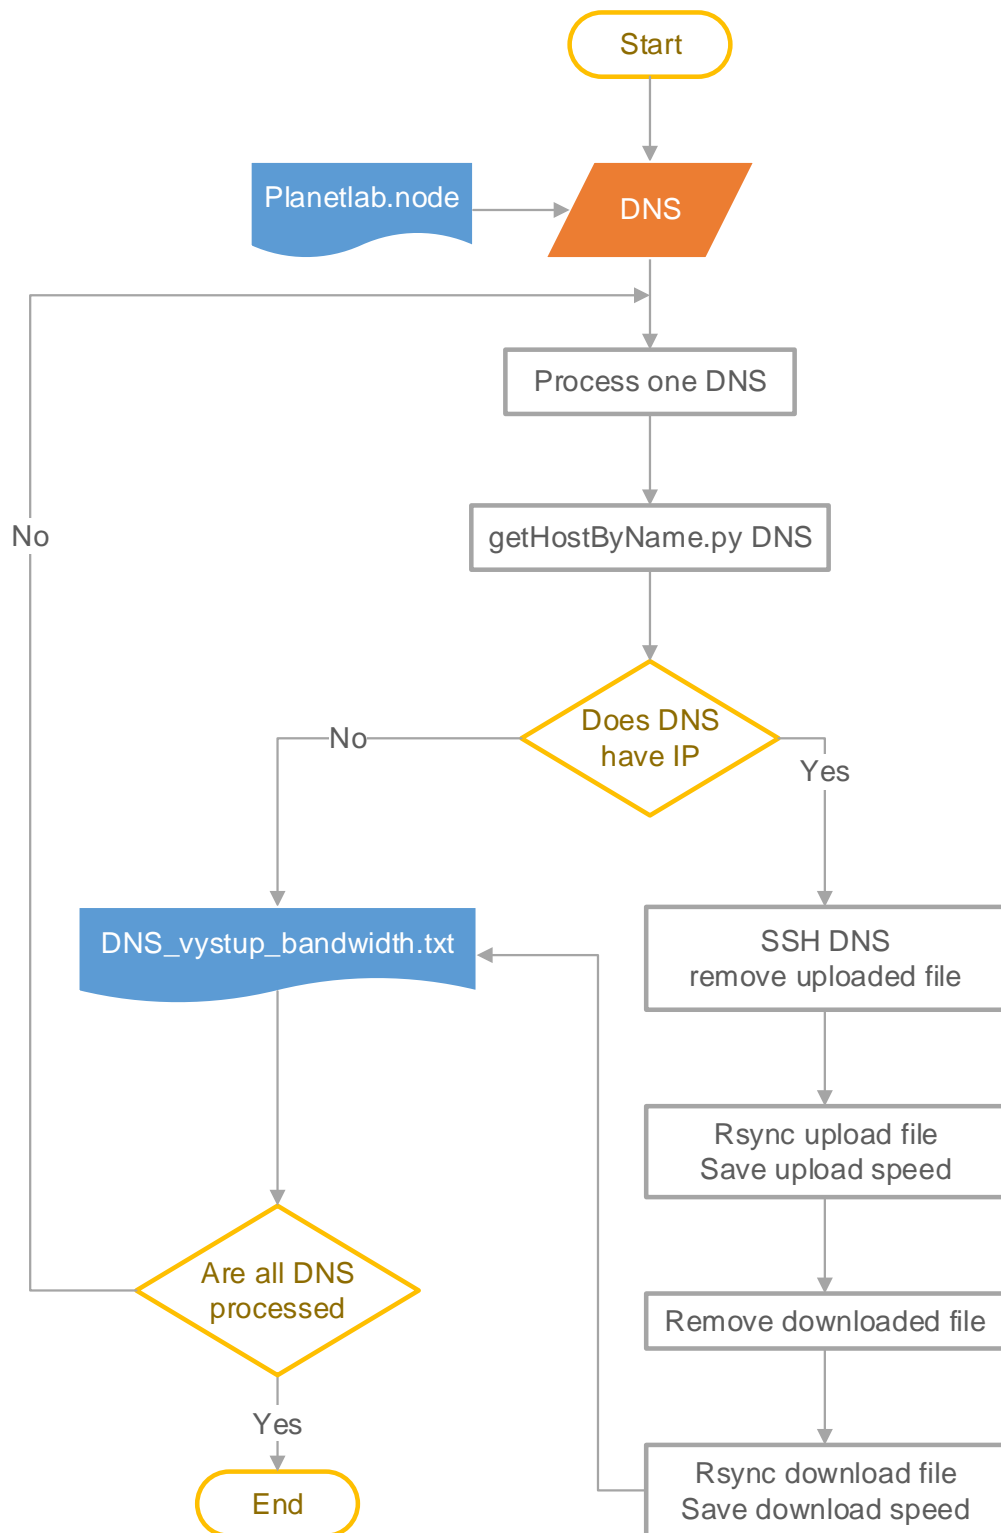 Start
Planetlab.node
DNS
Process one DNS
No
getHostByName.py DNS
Does DNS
have IP
No
Yes
DNS_vystup_bandwidth.txt
SSH DNS
remove uploaded file
Rsync upload file
Save upload speed
Are all DNS
processed
Remove downloaded file
Yes
Rsync download file
Save download speed
End